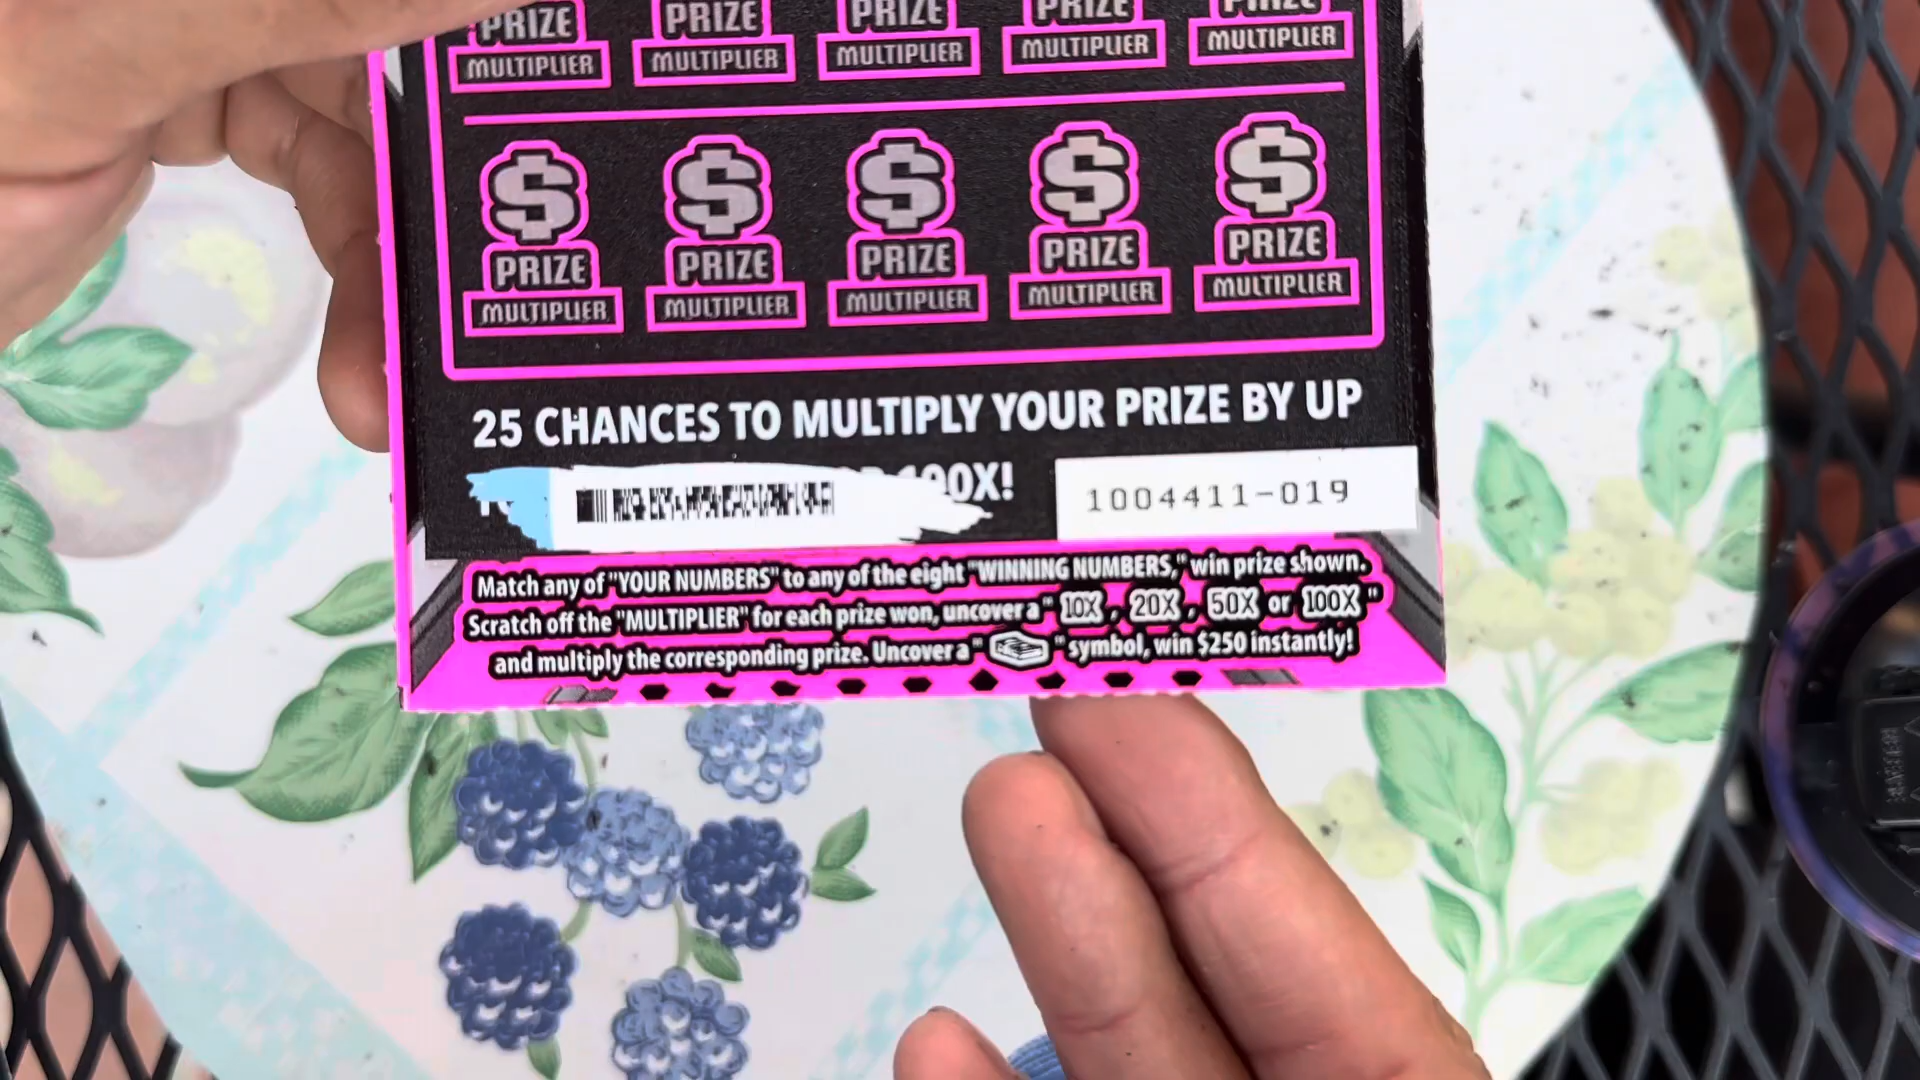 PRIZE PRIZE PRIZE PRIZE PRIZE
MULTIPLIER MULTIPLIER MULTIPLIER MULTIPLIER MULTIPLIER
$ $ $ $ $
PRIZE PRIZE PRIZE PRIZE PRIZE
MULTIPLIER MULTIPLIER MULTIPLIER MULTIPLIER MULTIPLIER
25 CHANCES TO MULTIPLY YOUR PRIZE BY UP
100X!
1004411-019
Match any of "YOUR NUMBERS" to any of the eight "WINNING NUMBERS," win prize shown.
Scratch off the "MULTIPLIER" for each prize won, uncover a " 10X , 20X , 50X or 100X "
and multiply the corresponding prize. Uncover a " " symbol, win $250 instantly!